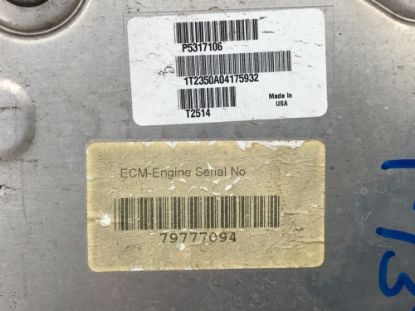 P5317106
1T2350A04175932
T2514
Made In
USA
ECM-Engine Serial No
79777094